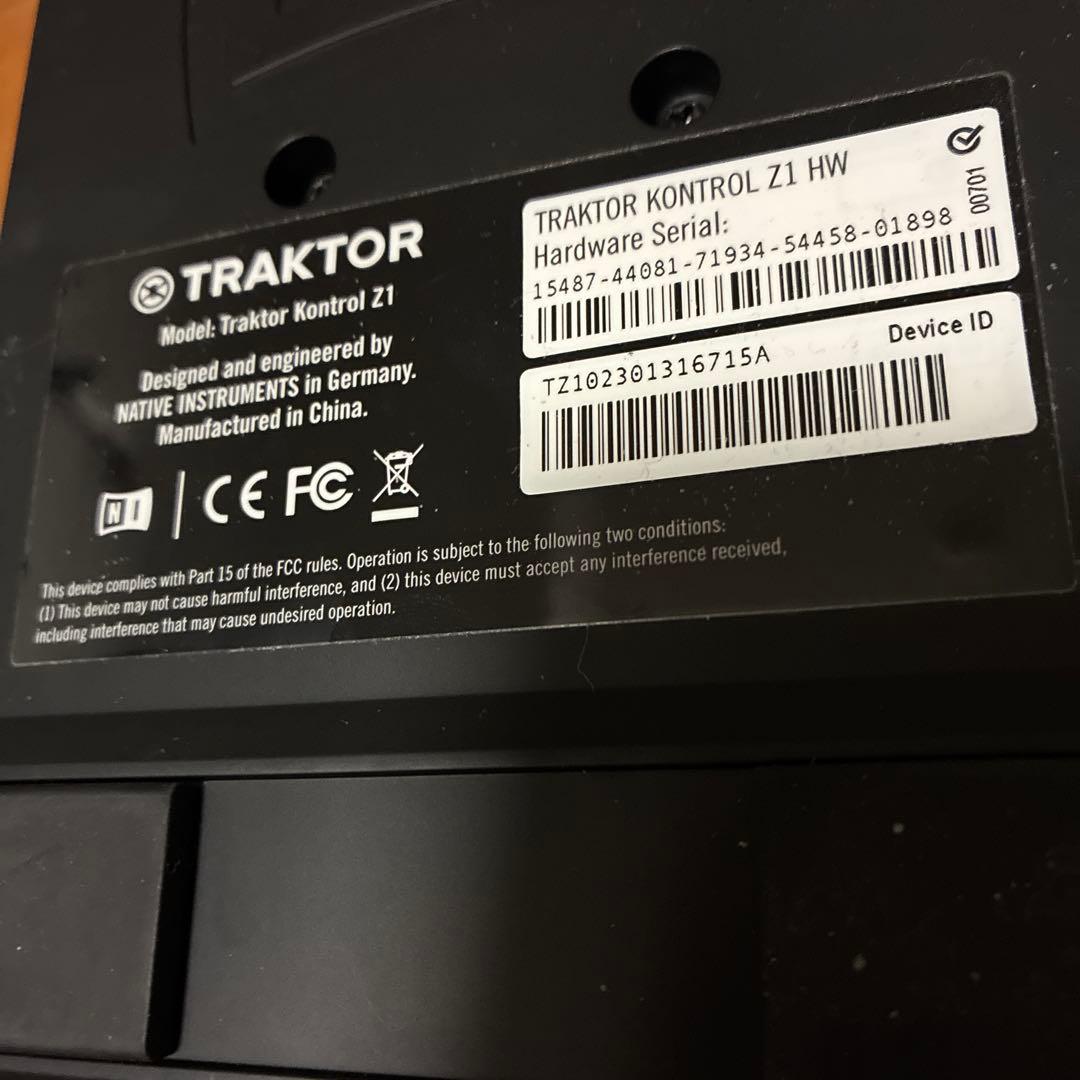 TRAKTOR
Model: Traktor Kontrol Z1
Designed and engineered by
NATIVE INSTRUMENTS in Germany.
Manufactured in China.
NI
CE FC
This device complies with Part 15 of the FCC rules. Operation is subject to the following two conditions:
(1) This device may not cause harmful interference, and (2) this device must accept any interference received,
including interference that may cause undesired operation.
TRAKTOR KONTROL Z1 HW
Hardware Serial:
15487-44081-71934-54458-01898
00701
Device ID
TZ102301316715A